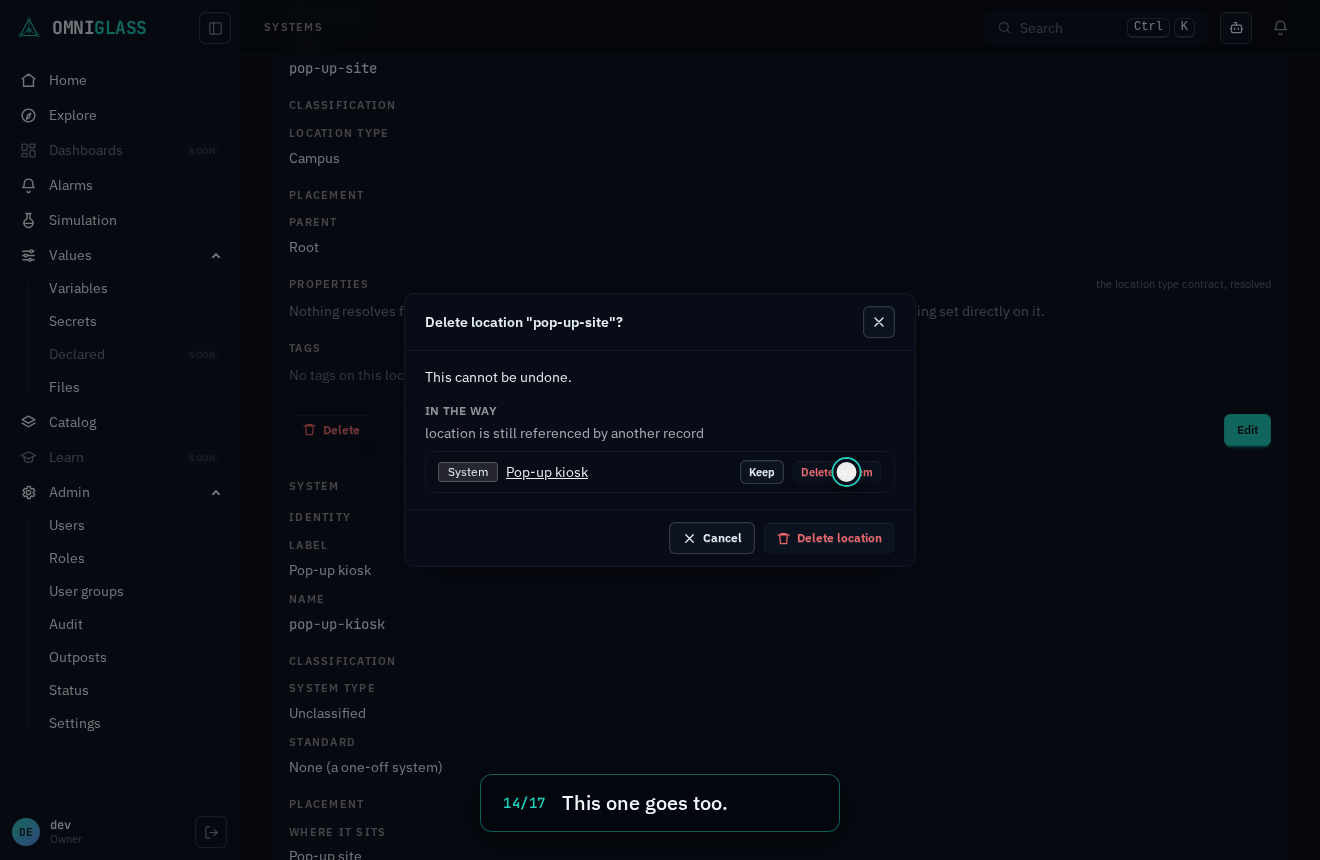 OMNIGLASS
SYSTEMS
Search
Ctrl
K
Home
Explore
Dashboards
SOON
Alarms
Simulation
Values
Variables
Secrets
Declared
SOON
Files
Catalog
Learn
SOON
Admin
Users
Roles
User groups
Audit
Outposts
Status
Settings
DE
dev
Owner
pop-up-site
CLASSIFICATION
LOCATION TYPE
Campus
PLACEMENT
PARENT
Root
PROPERTIES
the location type contract, resolved
Nothing resolves f
ing set directly on it.
TAGS
No tags on this loc
Delete
Edit
SYSTEM
IDENTITY
LABEL
Pop-up kiosk
NAME
pop-up-kiosk
CLASSIFICATION
SYSTEM TYPE
Unclassified
STANDARD
None (a one-off system)
PLACEMENT
WHERE IT SITS
Pop-up site
Delete location "pop-up-site"?
This cannot be undone.
IN THE WAY
location is still referenced by another record
System
Pop-up kiosk
Keep
Delete
Cancel
Delete location
14/17
This one goes too.